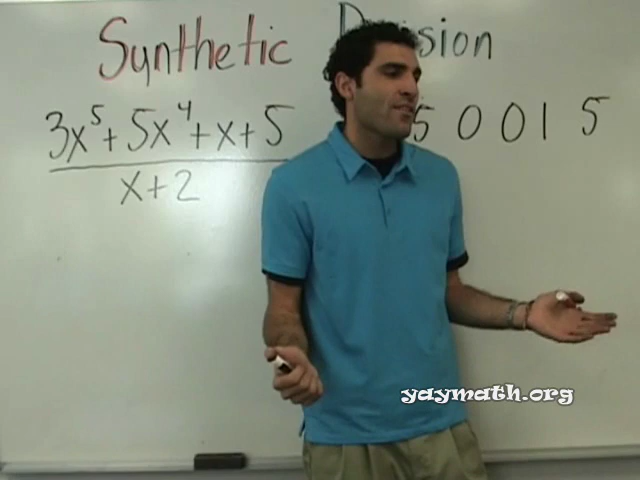 Synthetic
3x⁵+5x⁴+x+5
x+2
5 0 0 1 5
yaymath.org